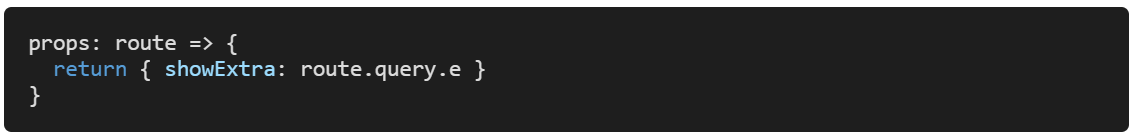 props: route => {
  return { showExtra: route.query.e }
}